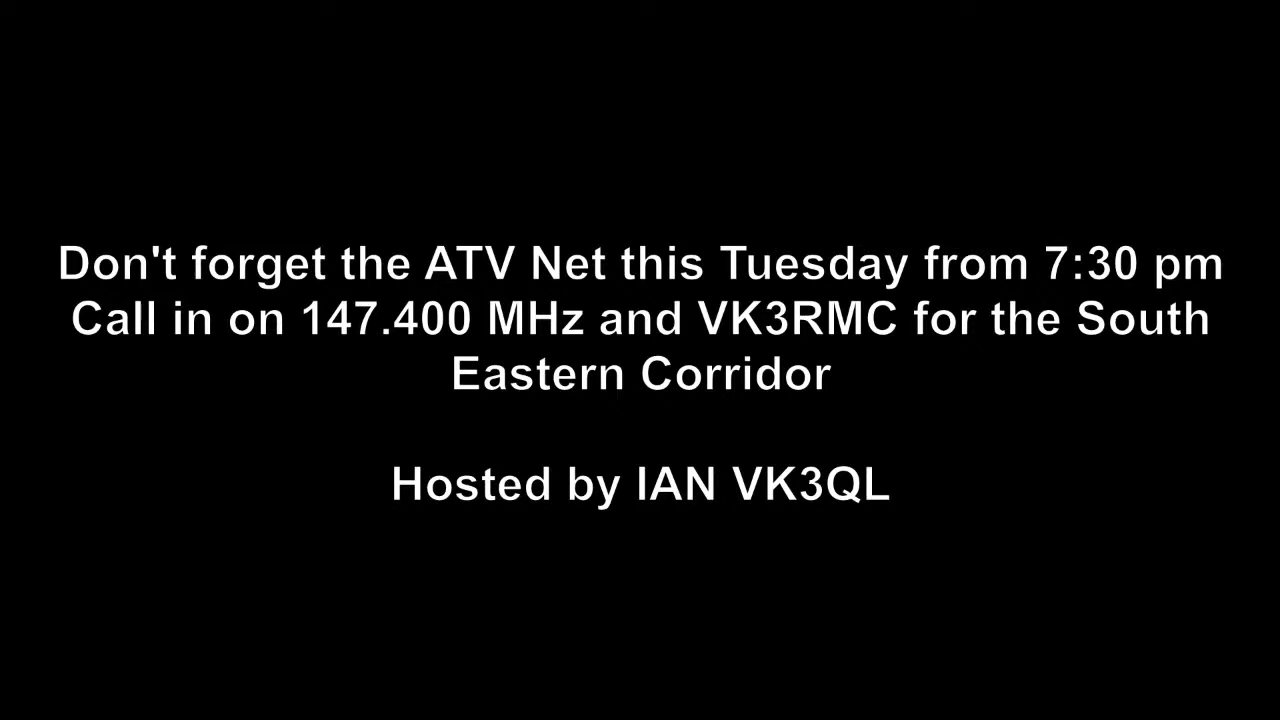 Don't forget the ATV Net this Tuesday from 7:30 pm
Call in on 147.400 MHz and VK3RMC for the South
Eastern Corridor
Hosted by IAN VK3QL